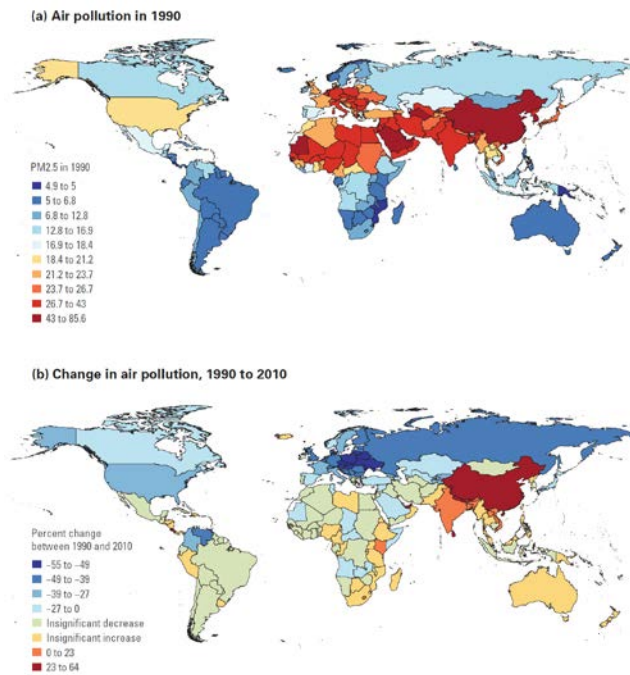 (a) Air pollution in 1990
PM2.5 in 1990
4.9 to 5
5 to 6.8
6.8 to 12.8
12.8 to 16.9
16.9 to 18.4
18.4 to 21.2
21.2 to 23.7
23.7 to 26.7
26.7 to 43
43 to 85.6
(b) Change in air pollution, 1990 to 2010
Percent change
between 1990 and 2010
−55 to −49
−49 to −39
−39 to −27
−27 to 0
Insignificant decrease
Insignificant increase
0 to 23
23 to 64